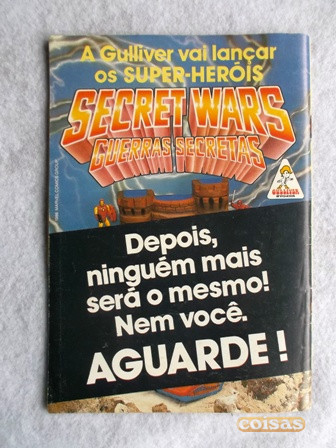 A Gulliver vai lançar
os SUPER-HERÓIS
SECRET WARS
GUERRAS SECRETAS
GULLIVER
Depois,
ninguém mais
será o mesmo!
Nem você.
AGUARDE!
coisas